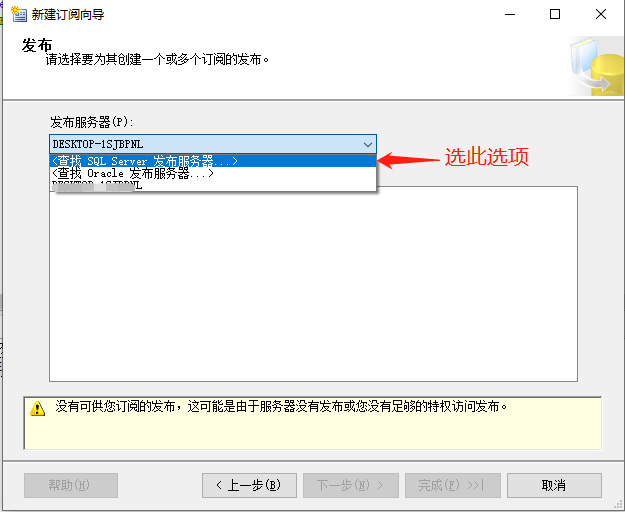 新建订阅向导
发布
请选择要为其创建一个或多个订阅的发布。
发布服务器(P):
DESKTOP-1SJBPNL
<查找 SQL Server 发布服务器...>
选此选项
<查找 Oracle 发布服务器...>
DESKTOP-1SJBPNL
没有可供您订阅的发布，这可能是由于服务器没有发布或您没有足够的特权访问发布。
帮助(H)
< 上一步(B)
下一步(N) >
完成(F) >>|
取消